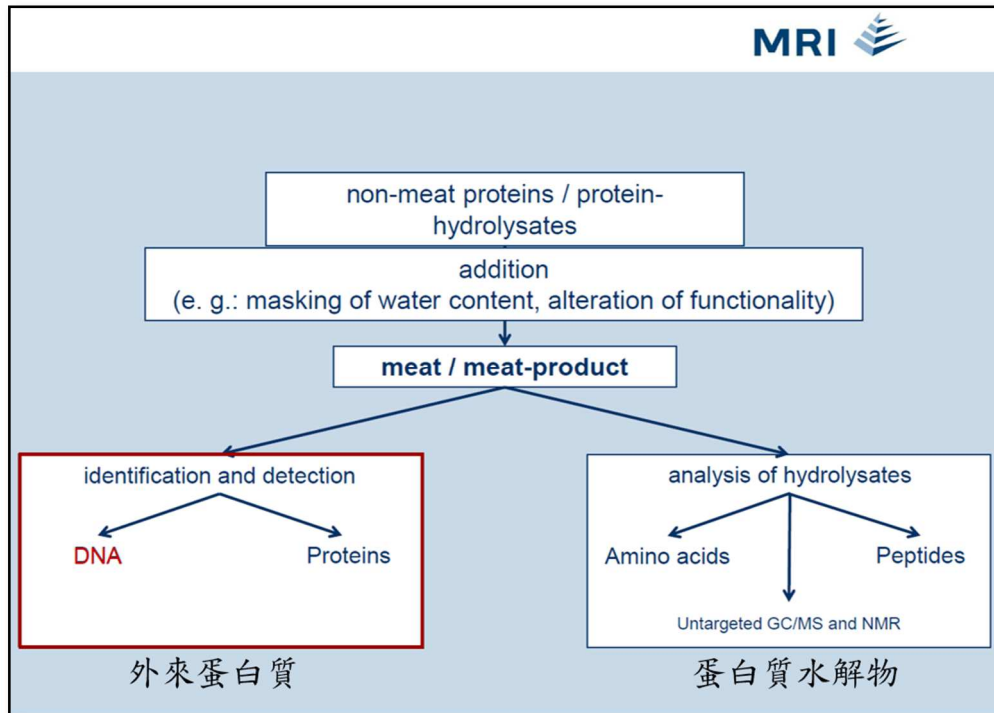 MRI
non-meat proteins / protein-
hydrolysates
addition
(e. g.: masking of water content, alteration of functionality)
meat / meat-product
identification and detection
DNA
Proteins
analysis of hydrolysates
Amino acids
Peptides
Untargeted GC/MS and NMR
外來蛋白質
蛋白質水解物